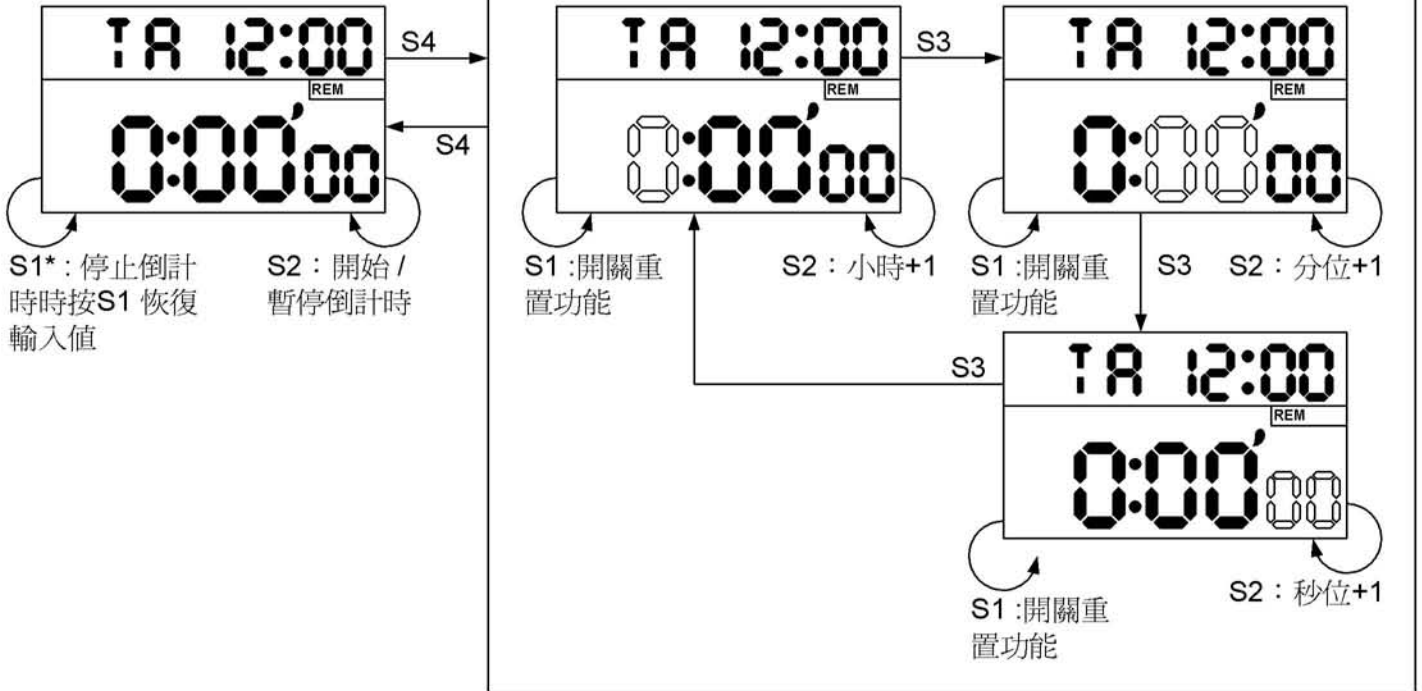 TIA 12:00
REM
0:00'00
S1* : 停止倒計
時時按S1 恢復
輸入值
S2：開始 /
暫停倒計時
S4
S4
TIA 12:00
REM
0:00'00
S1 :開關重
置功能
S2：小時+1
S3
TIA 12:00
REM
0:00'00
S1 :開關重
置功能
S3
S2：分位+1
S3
TIA 12:00
REM
0:00'00
S1 :開關重
置功能
S2：秒位+1